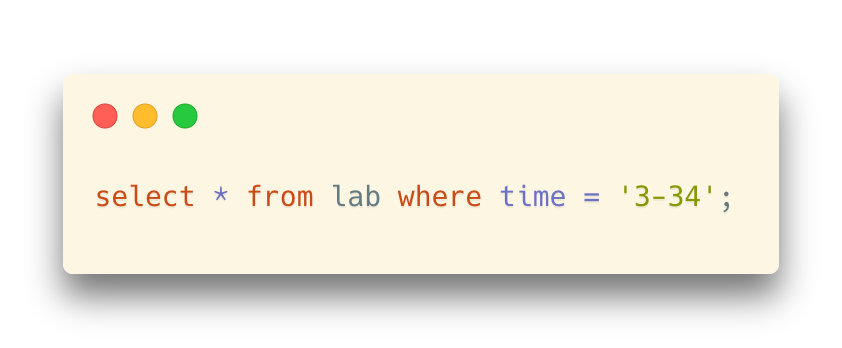 select * from lab where time = '3-34';